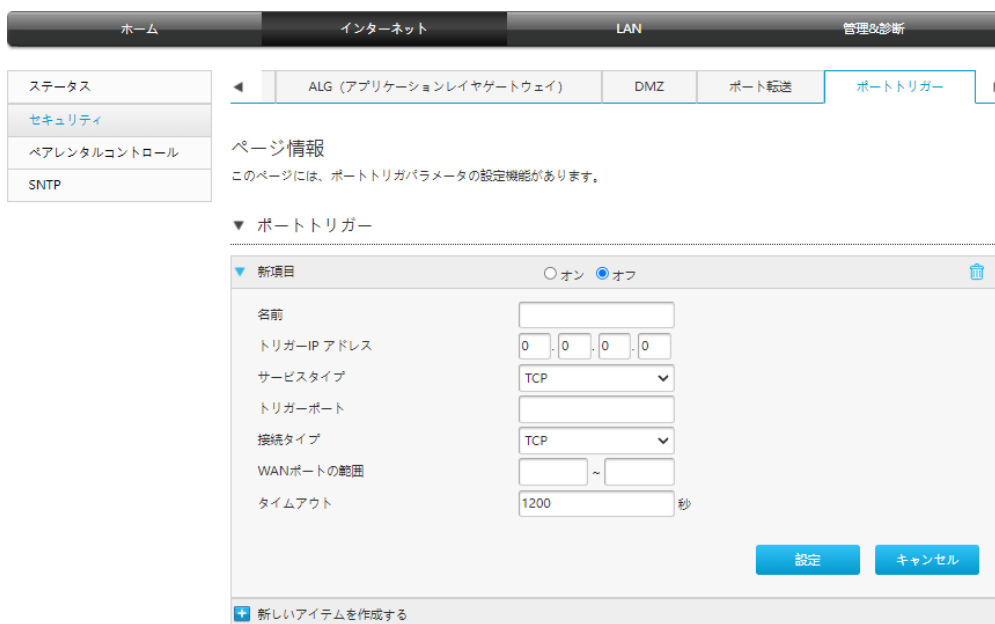 ホーム インターネット LAN 管理&診断
ステータス
セキュリティ
ペアレンタルコントロール
SNTP
◀ ALG（アプリケーションレイヤゲートウェイ） DMZ ポート転送 ポートトリガー
ページ情報
このページには、ポートトリガパラメータの設定機能があります。
▼ ポートトリガー
▼ 新項目 オン オフ
名前
トリガーIP アドレス 0 . 0 . 0 . 0
サービスタイプ TCP
トリガーポート
接続タイプ TCP
WANポートの範囲 ~
タイムアウト 1200 秒
設定 キャンセル
新しいアイテムを作成する